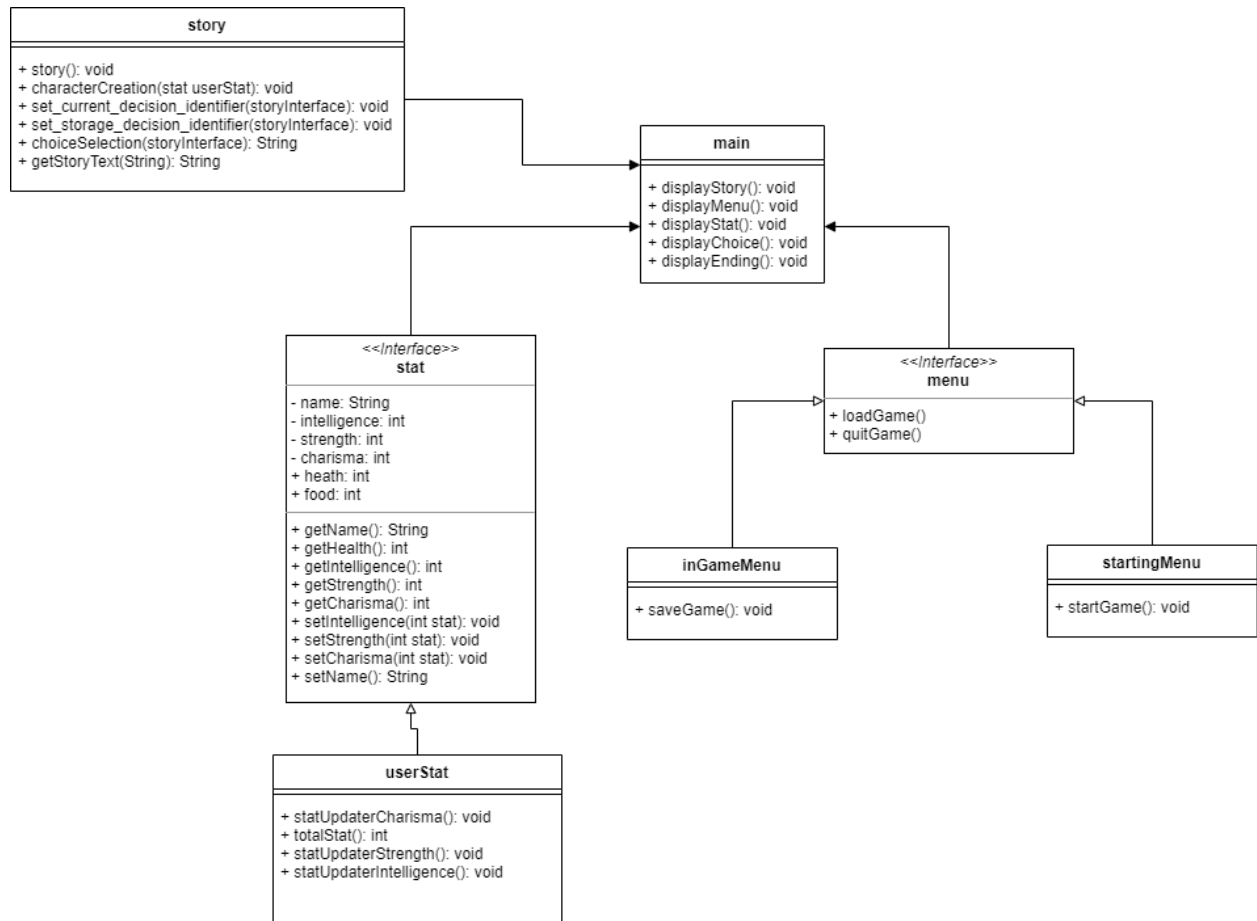 story
+ story(): void
+ characterCreation(stat userStat): void
+ set_current_decision_identifier(storyInterface): void
+ set_storage_decision_identifier(storyInterface): void
+ choiceSelection(storyInterface): String
+ getStoryText(String): String
main
+ displayStory(): void
+ displayMenu(): void
+ displayStat(): void
+ displayChoice(): void
+ displayEnding(): void
<<Interface>>
stat
- name: String
- intelligence: int
- strength: int
- charisma: int
+ heath: int
+ food: int
+ getName(): String
+ getHealth(): int
+ getIntelligence(): int
+ getStrength(): int
+ getCharisma(): int
+ setIntelligence(int stat): void
+ setStrength(int stat): void
+ setCharisma(int stat): void
+ setName(): String
<<Interface>>
menu
+ loadGame()
+ quitGame()
inGameMenu
+ saveGame(): void
startingMenu
+ startGame(): void
userStat
+ statUpdaterCharisma(): void
+ totalStat(): int
+ statUpdaterStrength(): void
+ statUpdaterIntelligence(): void